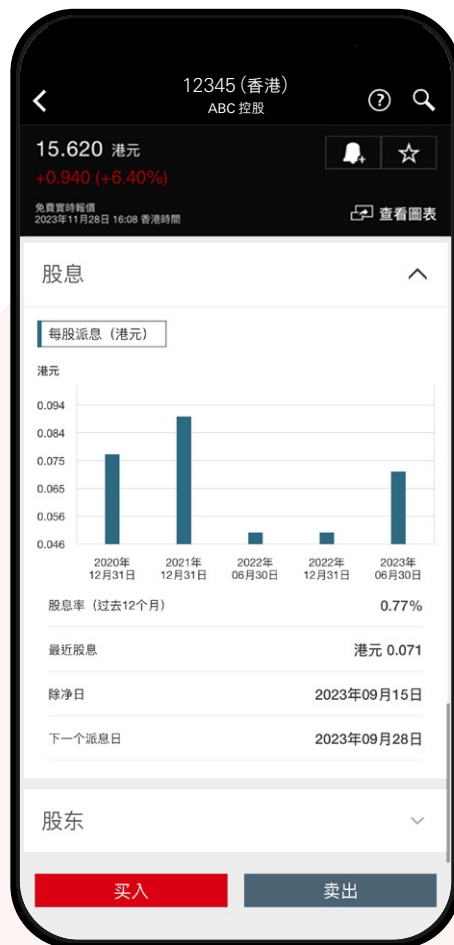 12345 (香港)
ABC 控股
15.620 港元
+0.940 (+6.40%)
免費實時報價
2023年11月28日 16:08 香港時間
查看圖表
股息
每股派息（港元）
港元
0.094
0.084
0.075
0.065
0.056
0.046
2020年 2021年 2022年 2022年 2023年
12月31日 12月31日 06月30日 12月31日 06月30日
股息率（过去12个月） 0.77%
最近股息 港元 0.071
除净日 2023年09月15日
下一个派息日 2023年09月28日
股东
买入 卖出